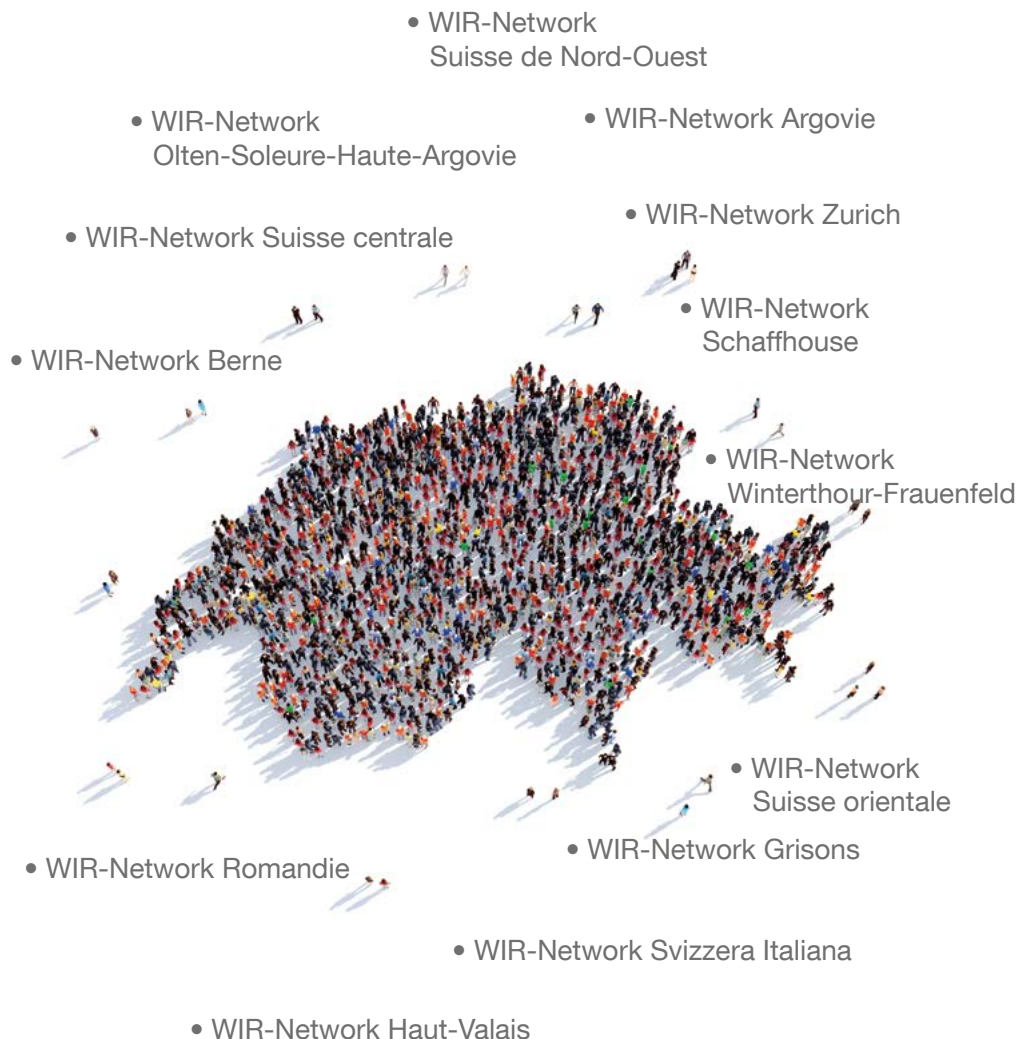 • WIR-Network
Suisse de Nord-Ouest
• WIR-Network
Olten-Soleure-Haute-Argovie
• WIR-Network Argovie
• WIR-Network Zurich
• WIR-Network Suisse centrale
• WIR-Network
Schaffhouse
• WIR-Network Berne
• WIR-Network
Winterthour-Frauenfeld
• WIR-Network
Suisse orientale
• WIR-Network Grisons
• WIR-Network Romandie
• WIR-Network Svizzera Italiana
• WIR-Network Haut-Valais